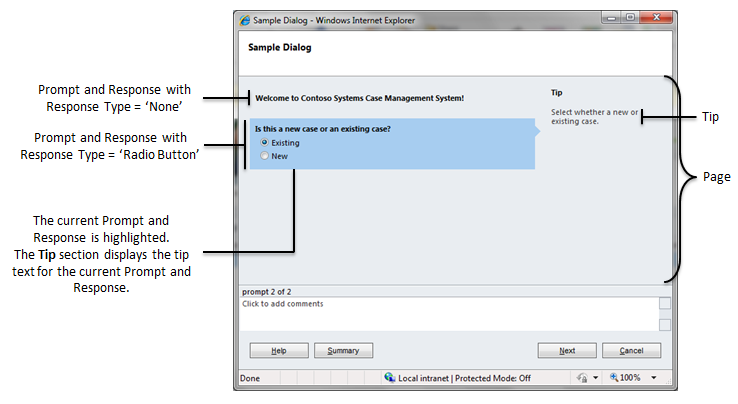 Sample Dialog - Windows Internet Explorer
Sample Dialog
Prompt and Response with
Response Type = ‘None’
Welcome to Contoso Systems Case Management System!
Tip
Select whether a new or
existing case.
Tip
Prompt and Response with
Response Type = ‘Radio Button’
Is this a new case or an existing case?
Existing
New
Page
The current Prompt and
Response is highlighted.
The Tip section displays the tip
text for the current Prompt and
Response.
prompt 2 of 2
Click to add comments
Help
Summary
Next
Cancel
Done
Local intranet | Protected Mode: Off
100%